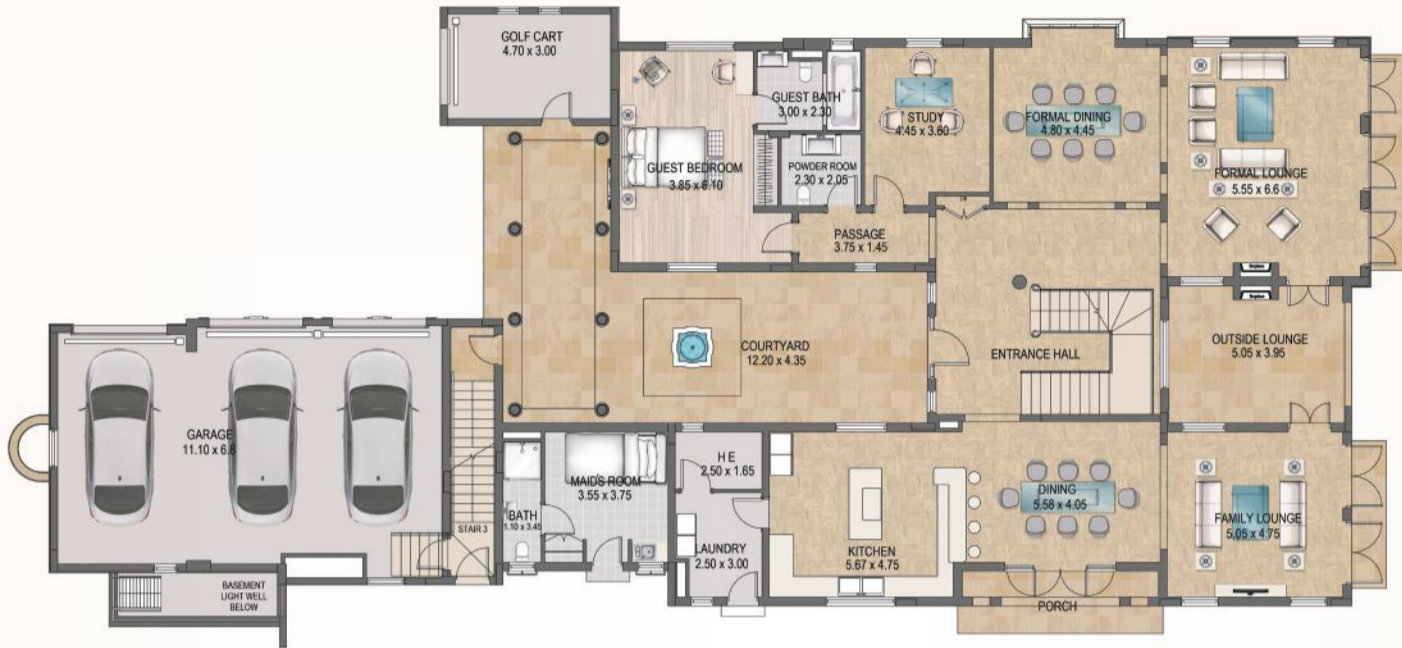 GOLF CART
4.70 x 3.00
GUEST BATH
3.00 x 2.30
STUDY
4.45 x 3.60
FORMAL DINING
4.80 x 4.45
GUEST BEDROOM
3.85 x 6.10
POWDER ROOM
2.30 x 2.05
FORMAL LOUNGE
5.55 x 6.6
PASSAGE
3.75 x 1.45
COURTYARD
12.20 x 4.35
ENTRANCE HALL
OUTSIDE LOUNGE
5.05 x 3.95
GARAGE
11.10 x 6.8
H E
2.50 x 1.65
MAID'S ROOM
3.55 x 3.75
BATH
1.10 x 3.45
STAIR 3
LAUNDRY
2.50 x 3.00
KITCHEN
5.67 x 4.75
DINING
5.58 x 4.05
FAMILY LOUNGE
5.05 x 4.75
BASEMENT
LIGHT WELL
BELOW
PORCH